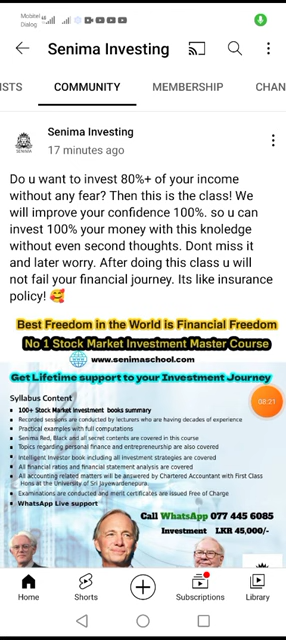 Mobitel
Dialog
Senima Investing
ISTS
COMMUNITY
MEMBERSHIP
CHAN
Senima Investing
17 minutes ago
Do u want to invest 80%+ of your income
without any fear? Then this is the class! We
will improve your confidence 100%. so u can
invest 100% your money with this knoledge
without even second thoughts. Dont miss it
and later worry. After doing this class u will
not fail your financial journey. Its like insurance
policy! 🥰
Best Freedom in the World is Financial Freedom
No 1 Stock Market Investment Master Course
www.senimaschool.com
Get Lifetime support to your Investment Journey
Syllabus Content
• 100+ Stock Market investment books summary
• Recorded sessions are conducted by lecturers who are having decades of experience
• Practical examples with full computations
• Senima Red, Black and all secret contents are covered in this course
• Topics regarding personal finance and entrepreneurship are also covered
• Intelligent Investor book including all investment strategies are covered
• All financial ratios and financial statement analysis are covered
• All accounting related matters will be answered by Chartered Accountant with First Class
Hons at the University of Sri Jayewardenepura
• Examinations are conducted and merit certificates are issued Free of Charge
• WhatsApp Live support
08:21
Call WhatsApp 077 445 6085
Investment LKR 45,000/-
Home
Shorts
Subscriptions
Library